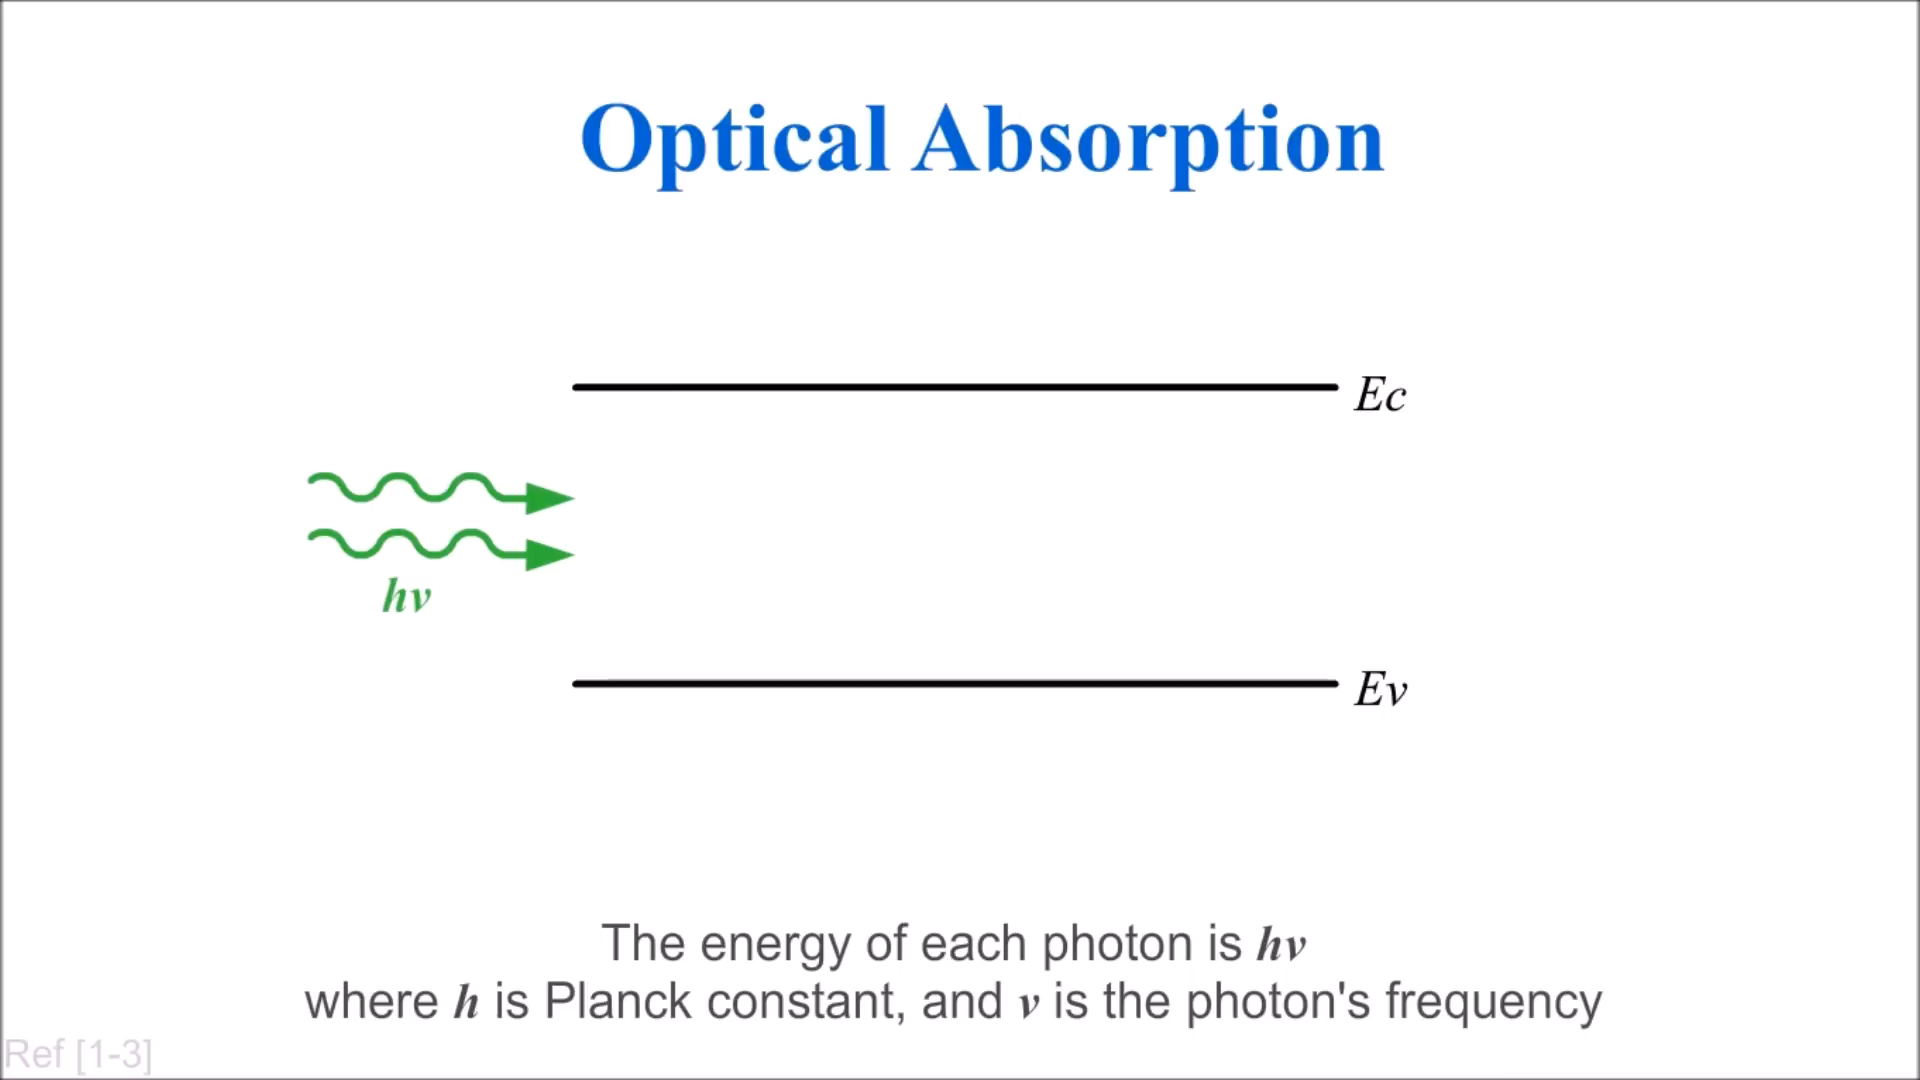 Optical Absorption
Ec
hv
Ev
The energy of each photon is hv
where h is Planck constant, and v is the photon's frequency
Ref [1-3]